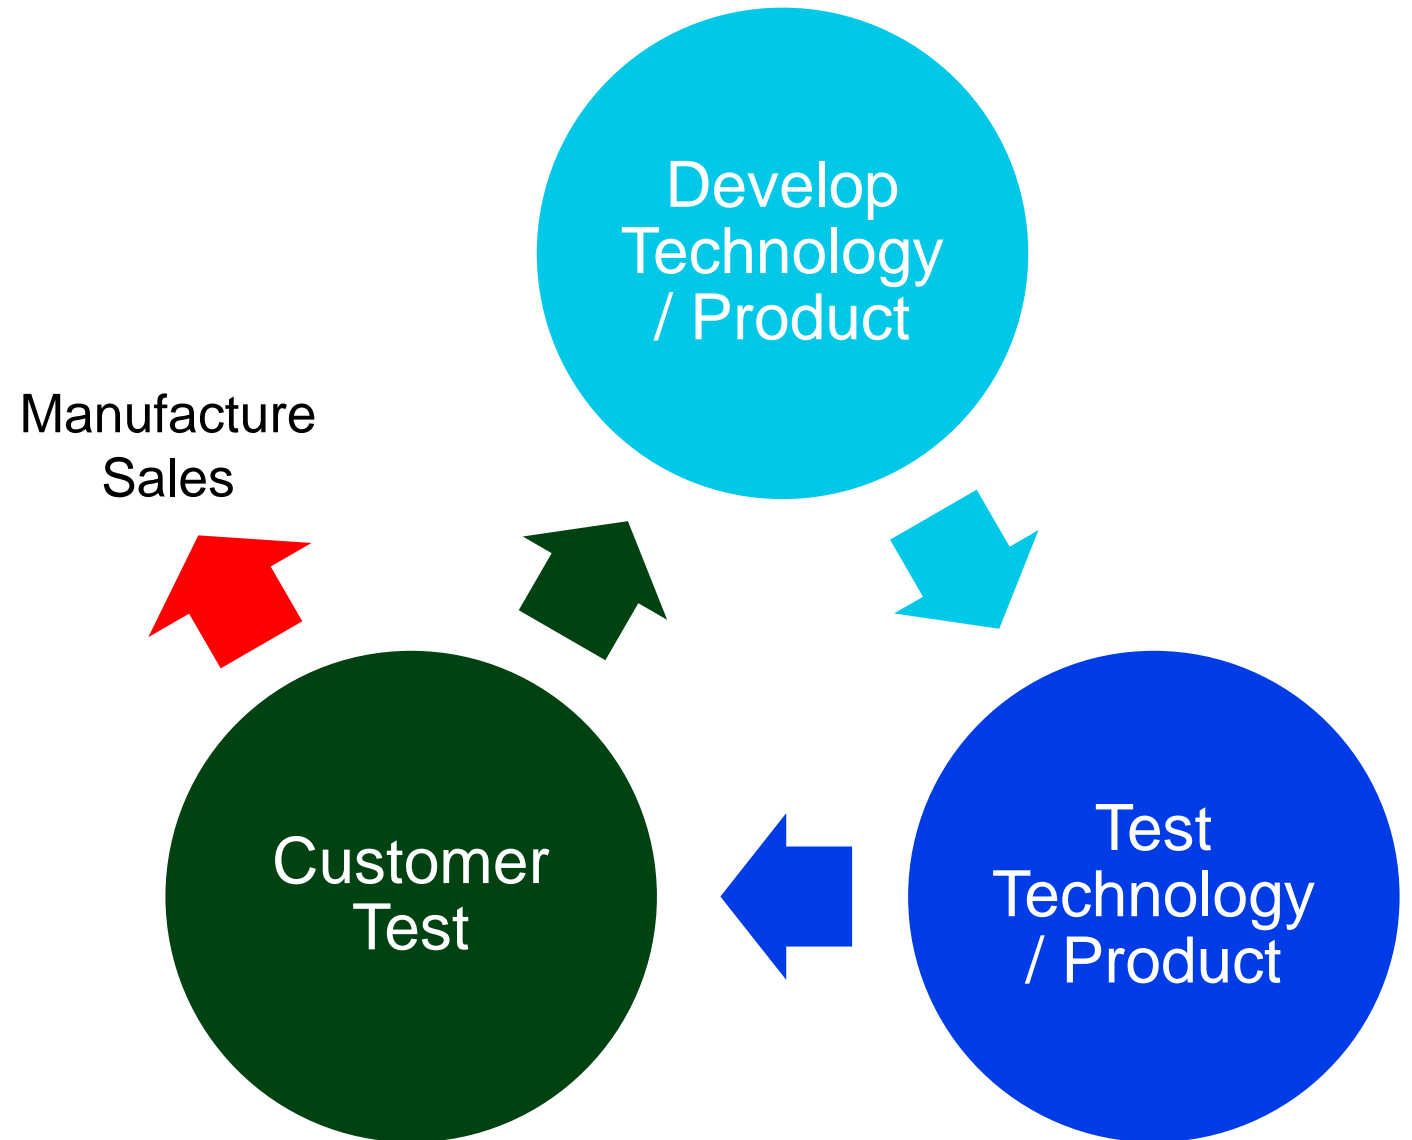 Develop
Technology
/ Product
Manufacture
Sales
Customer
Test
Test
Technology
/ Product